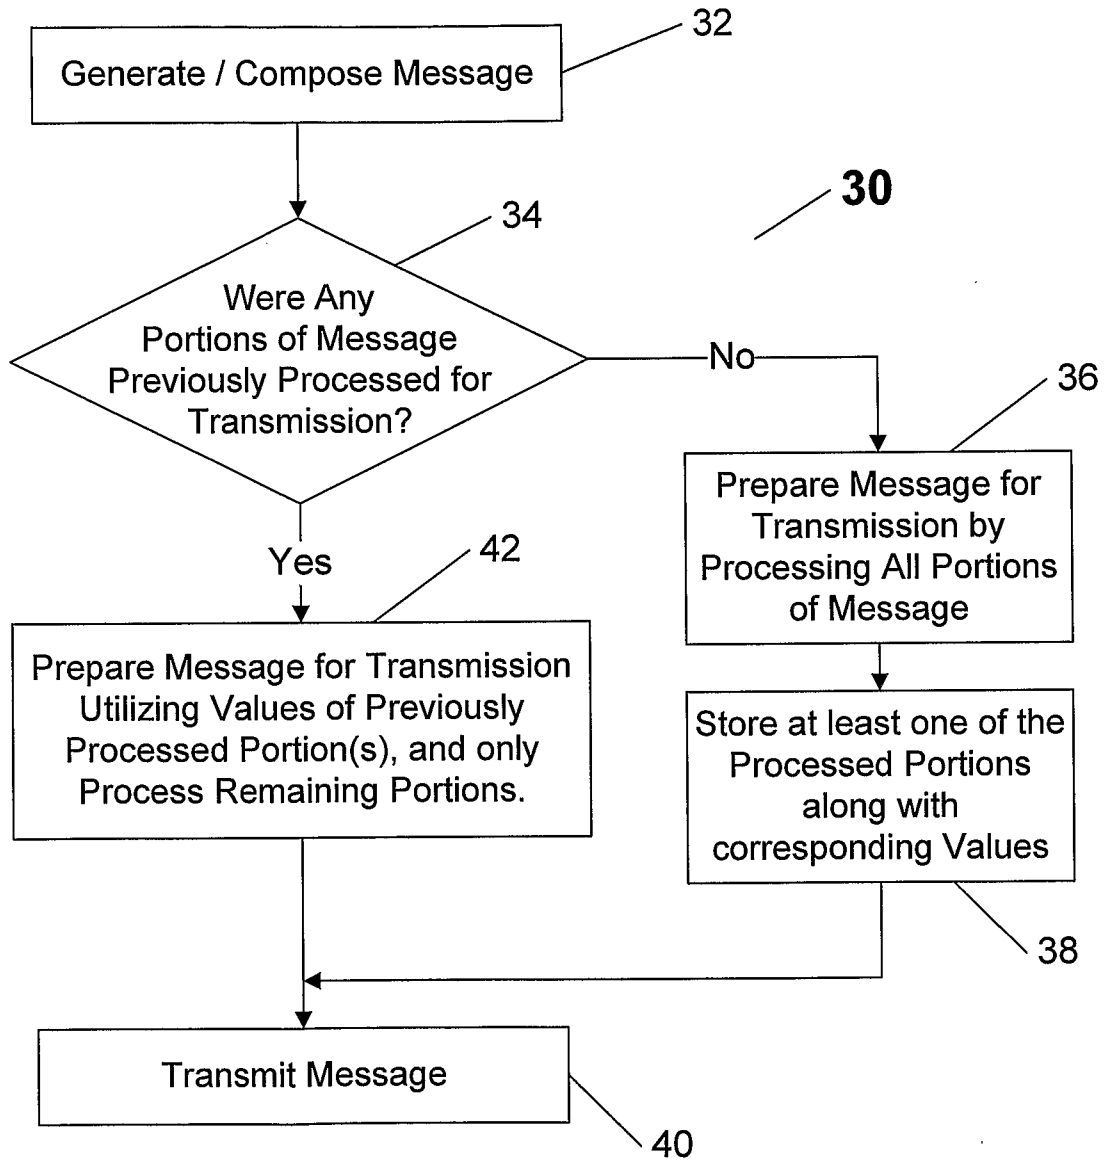 32
Generate / Compose Message
30
34
Were Any
Portions of Message
Previously Processed for
Transmission?
No
36
Prepare Message for
Transmission by
Processing All Portions
of Message
Yes
42
Prepare Message for Transmission
Utilizing Values of Previously
Processed Portion(s), and only
Process Remaining Portions.
Store at least one of the
Processed Portions
along with
corresponding Values
38
Transmit Message
40